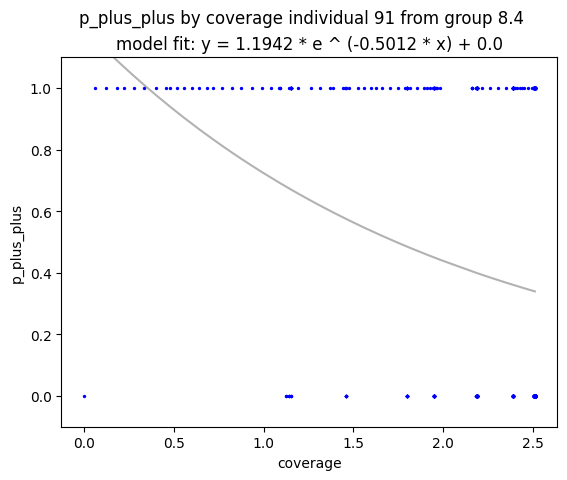 p_plus_plus by coverage individual 91 from group 8.4
model fit: y = 1.1942 * e ^ (-0.5012 * x) + 0.0
1.0
0.8
0.6
0.4
0.2
0.0
p_plus_plus
0.0 0.5 1.0 1.5 2.0 2.5
coverage